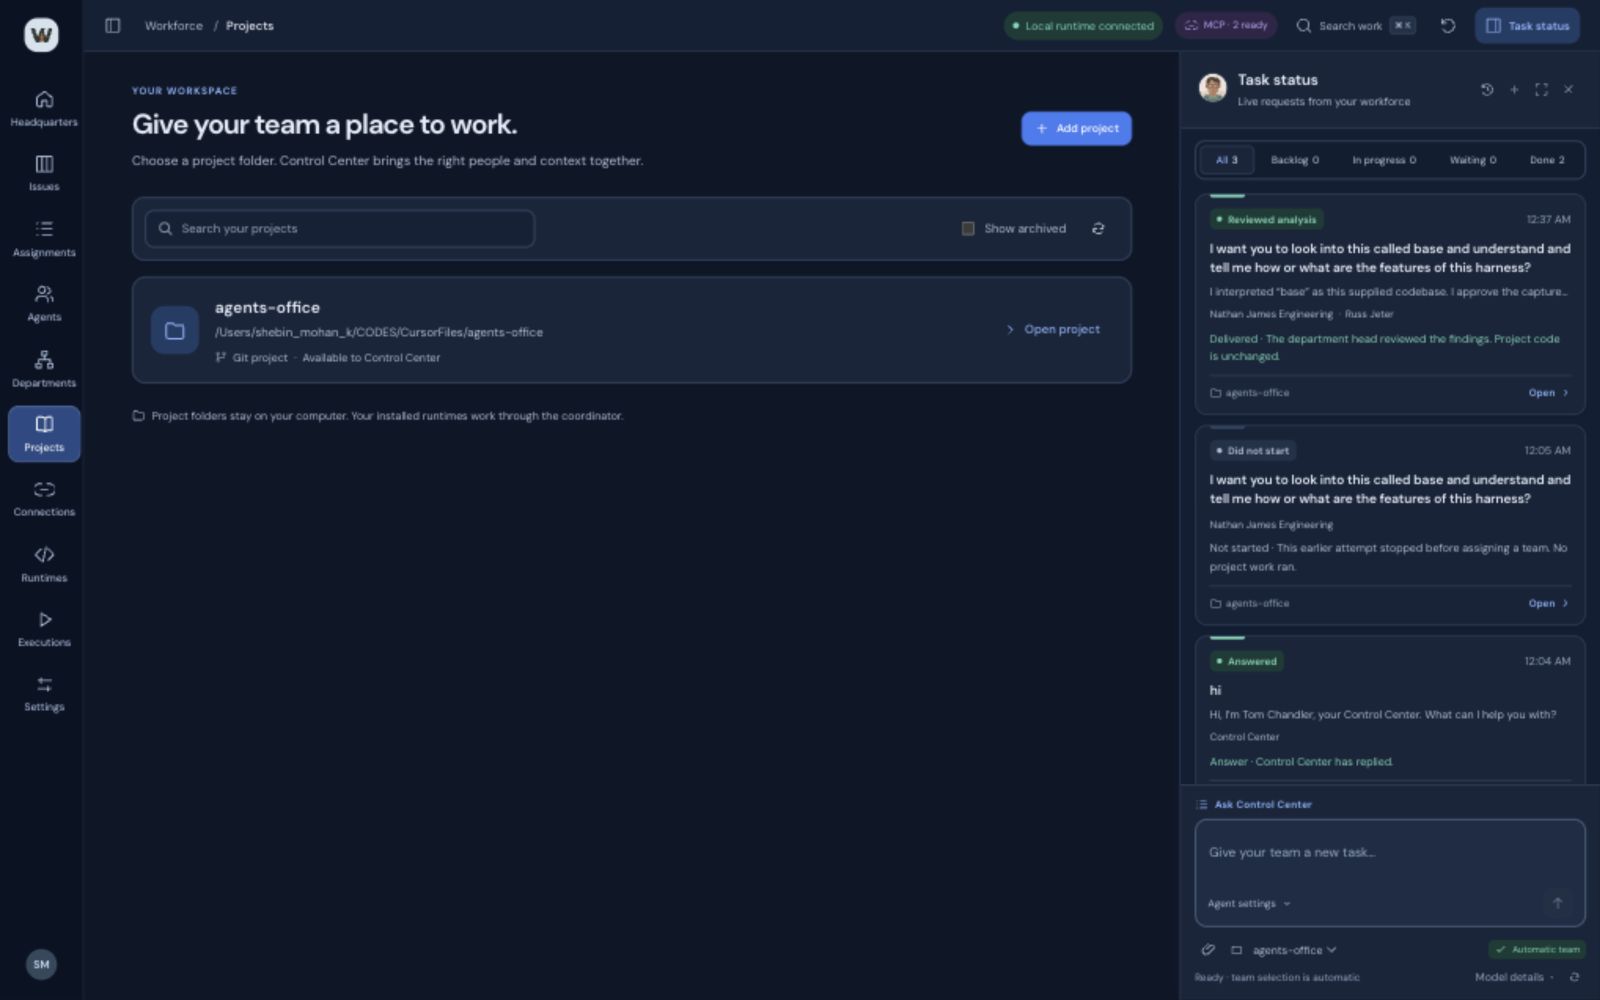 W
Headquarters
Issues
Assignments
Agents
Departments
Projects
Connections
Runtimes
Executions
Settings
SM
Workforce / Projects
Local runtime connected
MCP · 2 ready
Search work ⌘ K
Task status
YOUR WORKSPACE
Give your team a place to work.
Choose a project folder. Control Center brings the right people and context together.
+ Add project
Search your projects
Show archived
agents-office
/Users/shebin_mohan_k/CODES/CursorFiles/agents-office
Git project · Available to Control Center
Open project
Project folders stay on your computer. Your installed runtimes work through the coordinator.
Task status
Live requests from your workforce
All 3 Backlog 0 In progress 0 Waiting 0 Done 2
Reviewed analysis 12:37 AM
I want you to look into this called base and understand and
tell me how or what are the features of this harness?
I interpreted “base” as this supplied codebase. I approve the capture…
Nathan James Engineering · Russ Jeter
Delivered · The department head reviewed the findings. Project code
is unchanged.
agents-office Open
Did not start 12:05 AM
I want you to look into this called base and understand and
tell me how or what are the features of this harness?
Nathan James Engineering
Not started · This earlier attempt stopped before assigning a team. No
project work ran.
agents-office Open
Answered 12:04 AM
hi
Hi, I'm Tom Chandler, your Control Center. What can I help you with?
Control Center
Answer · Control Center has replied.
Ask Control Center
Give your team a new task…
Agent settings
agents-office
Automatic team
Ready · team selection is automatic
Model details